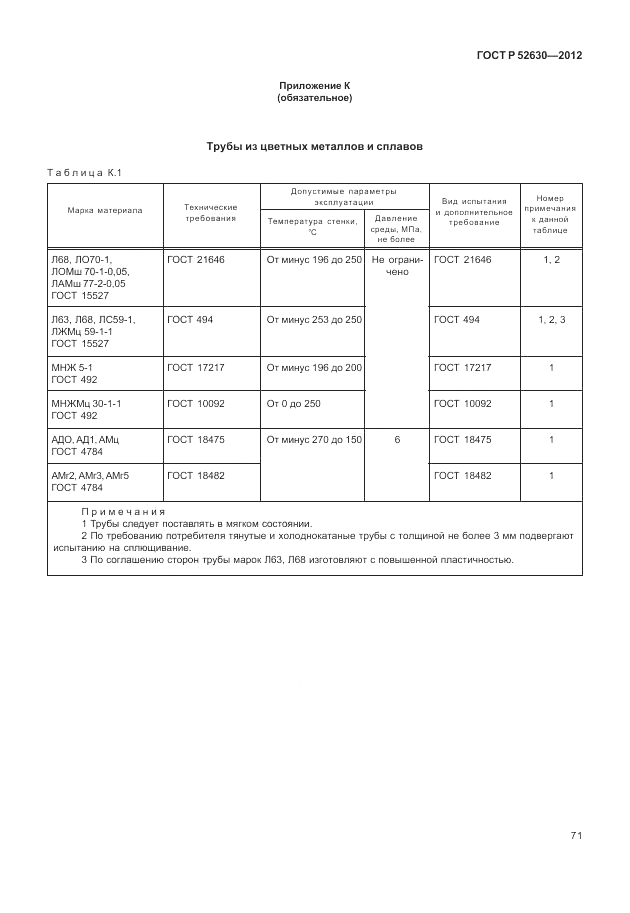 ГОСТ Р 52630—2012
Приложение К
(обязательное)
Трубы из цветных металлов и сплавов
Таблица К.1
Марка материала
Технические
требования
Допустимые параметры
эксплуатации
Температура стенки,
°С
Давление
среды, МПа,
не более
Вид испытания
и дополнительное
требование
Номер
примечания
к данной
таблице
Л68, ЛО70-1,
ЛОМш 70-1-0,05,
ЛАМш 77-2-0,05
ГОСТ 15527
ГОСТ 21646
От минус 196 до 250
Не ограни-
чено
ГОСТ 21646
1, 2
Л63, Л68, ЛС59-1,
ЛЖМц 59-1-1
ГОСТ 15527
ГОСТ 494
От минус 253 до 250
ГОСТ 494
1, 2, 3
МНЖ 5-1
ГОСТ 492
ГОСТ 17217
От минус 196 до 200
ГОСТ 17217
1
МНЖМц 30-1-1
ГОСТ 492
ГОСТ 10092
От 0 до 250
ГОСТ 10092
1
АДО, АД1, АМц
ГОСТ 4784
ГОСТ 18475
От минус 270 до 150
6
ГОСТ 18475
1
АМг2, АМг3, АМг5
ГОСТ 4784
ГОСТ 18482
ГОСТ 18482
1
Примечания
1 Трубы следует поставлять в мягком состоянии.
2 По требованию потребителя тянутые и холоднокатаные трубы с толщиной не более 3 мм подвергают
испытанию на сплющивание.
3 По соглашению сторон трубы марок Л63, Л68 изготовляют с повышенной пластичностью.
71